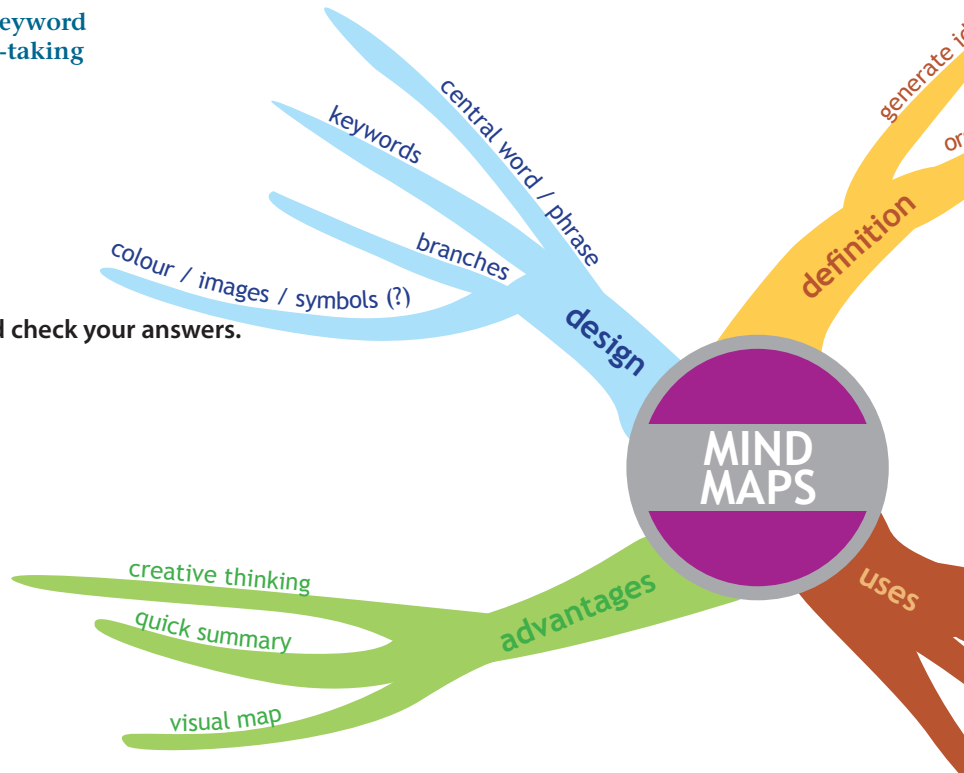 eyword
-taking
central word / phrase
keywords
branches
colour / images / symbols (?)
design
d check your answers.
generate id
or
definition
MIND
MAPS
uses
advantages
creative thinking
quick summary
visual map